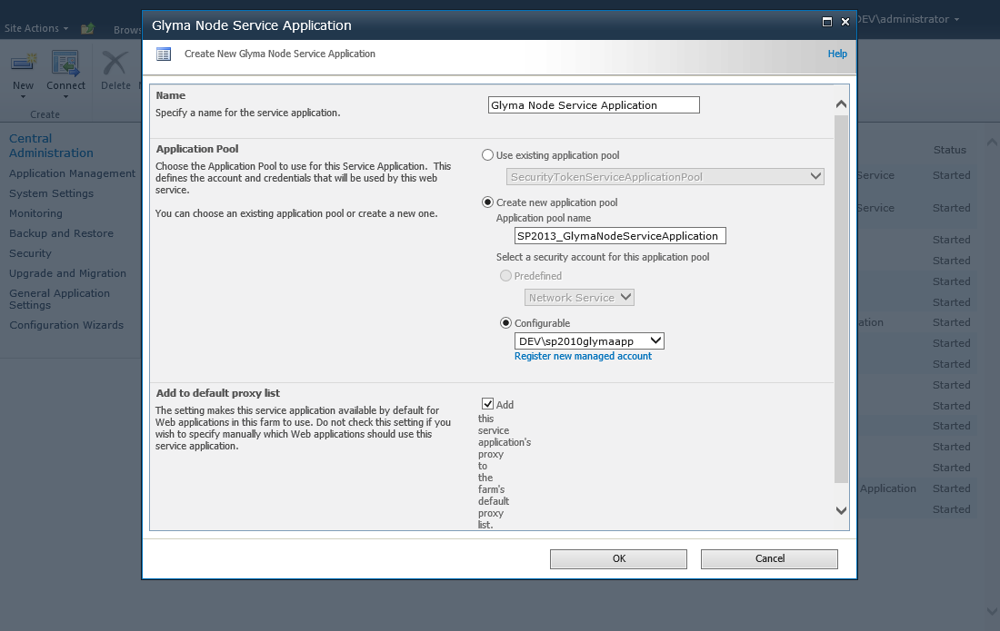 Glyma Node Service Application
DEV\administrator
Site Actions
Brows
Create New Glyma Node Service Application
Help
New
Connect
Delete
Create
Name
Specify a name for the service application.
Glyma Node Service Application
Central
Administration
Application Management
System Settings
Monitoring
Backup and Restore
Security
Upgrade and Migration
General Application
Settings
Configuration Wizards
Application Pool
Choose the Application Pool to use for this Service Application.  This
defines the account and credentials that will be used by this web
service.
You can choose an existing application pool or create a new one.
Use existing application pool
SecurityTokenServiceApplicationPool
Create new application pool
Application pool name
SP2013_GlymaNodeServiceApplication
Select a security account for this application pool
Predefined
Network Service
Configurable
DEV\sp2010glymaapp
Register new managed account
Add to default proxy list
The setting makes this service application available by default for
Web applications in this farm to use. Do not check this setting if you
wish to specify manually which Web applications should use this
service application.
Add
this
service
application's
proxy
to
the
farm's
default
proxy
list.
OK
Cancel
Status
Service Started
Service Started
Started
Started
Started
Started
ation Started
Started
Started
Started
Started
Started
Started
Started
Application Started
Started